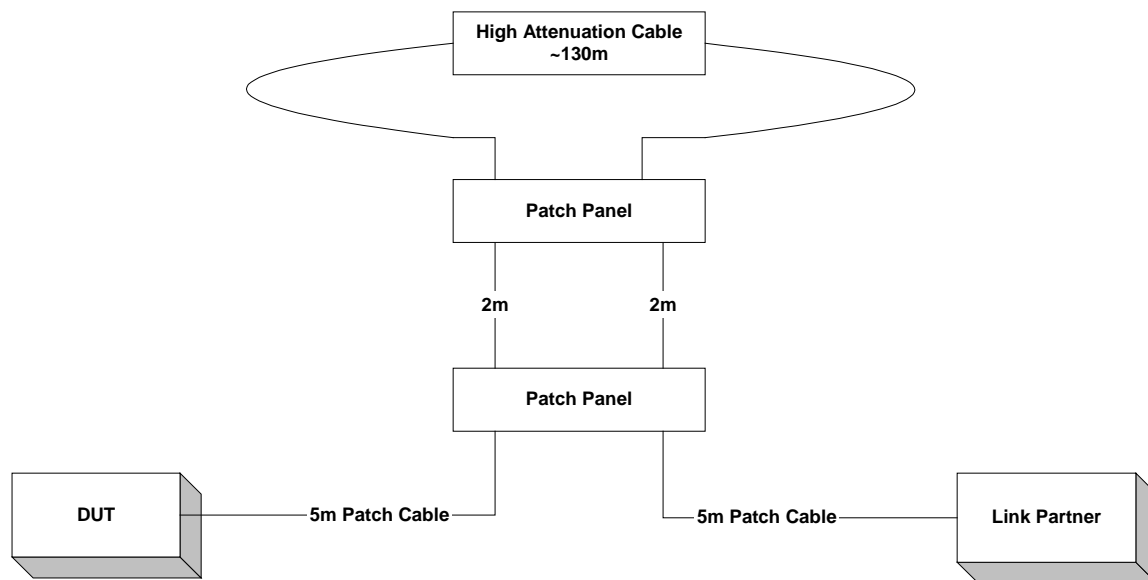 High Attenuation Cable
~130m
Patch Panel
2m
2m
Patch Panel
DUT
5m Patch Cable
5m Patch Cable
Link Partner